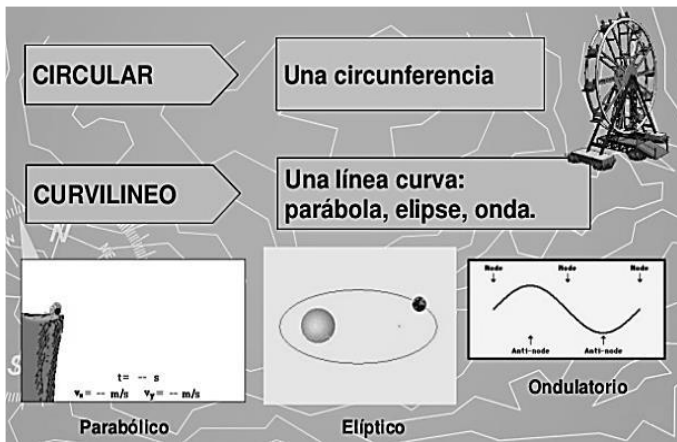 CIRCULAR
Una circunferencia
CURVILINEO
Una línea curva:
parábola, elipse, onda.
N
S
t= -- s
vₓ= -- m/s vᵧ= -- m/s
Node Node Node
Anti-node Anti-node
Parabólico
Elíptico
Ondulatorio